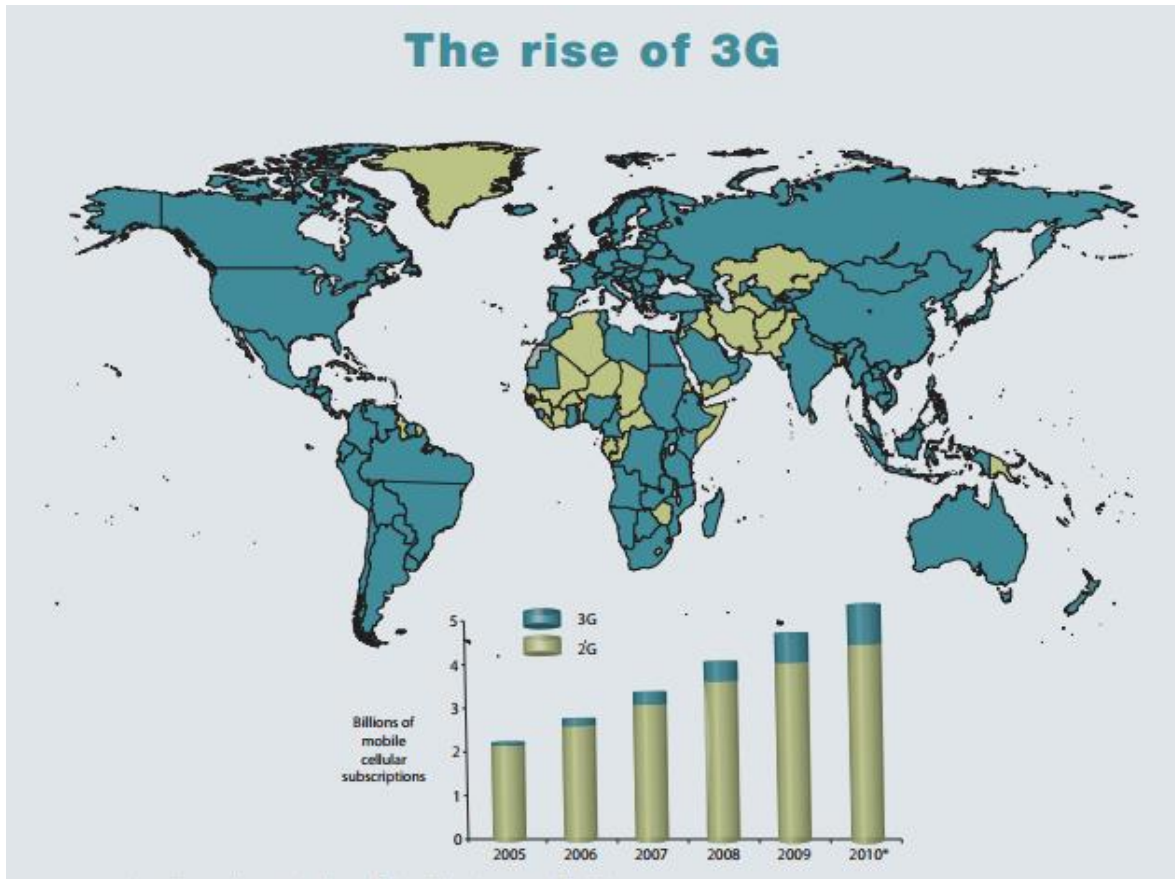 The rise of 3G
3G
2G
5
4
3
2
1
0
Billions of
mobile
cellular
subscriptions
2005 2006 2007 2008 2009 2010*